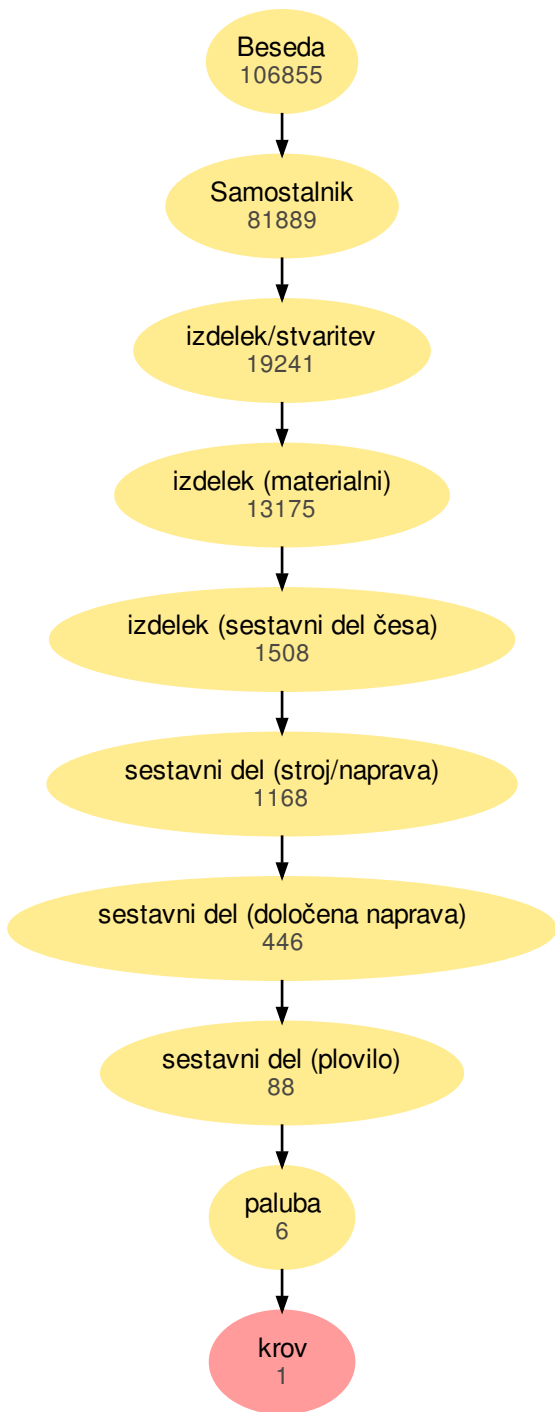 Beseda
106855
Samostalnik
81889
izdelek/stvaritev
19241
izdelek (materialni)
13175
izdelek (sestavni del česa)
1508
sestavni del (stroj/naprava)
1168
sestavni del (določena naprava)
446
sestavni del (plovilo)
88
paluba
6
krov
1